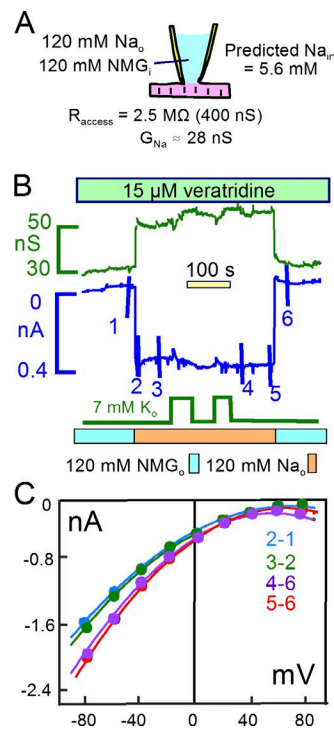 A
120 mM Naₒ
120 mM NMGᵢ
Predicted Naᵢₙ
= 5.6 mM
Rₐccess = 2.5 MΩ (400 nS)
G_Na ≈ 28 nS
B
15 µM veratridine
50
nS
30
100 s
0
nA
0.4
1
2
3
4
5
6
7 mM Kₒ
120 mM NMGₒ
120 mM Naₒ
C
nA
0
-0.8
-1.6
-2.4
2-1
3-2
4-6
5-6
mV
-80
-40
0
40
80